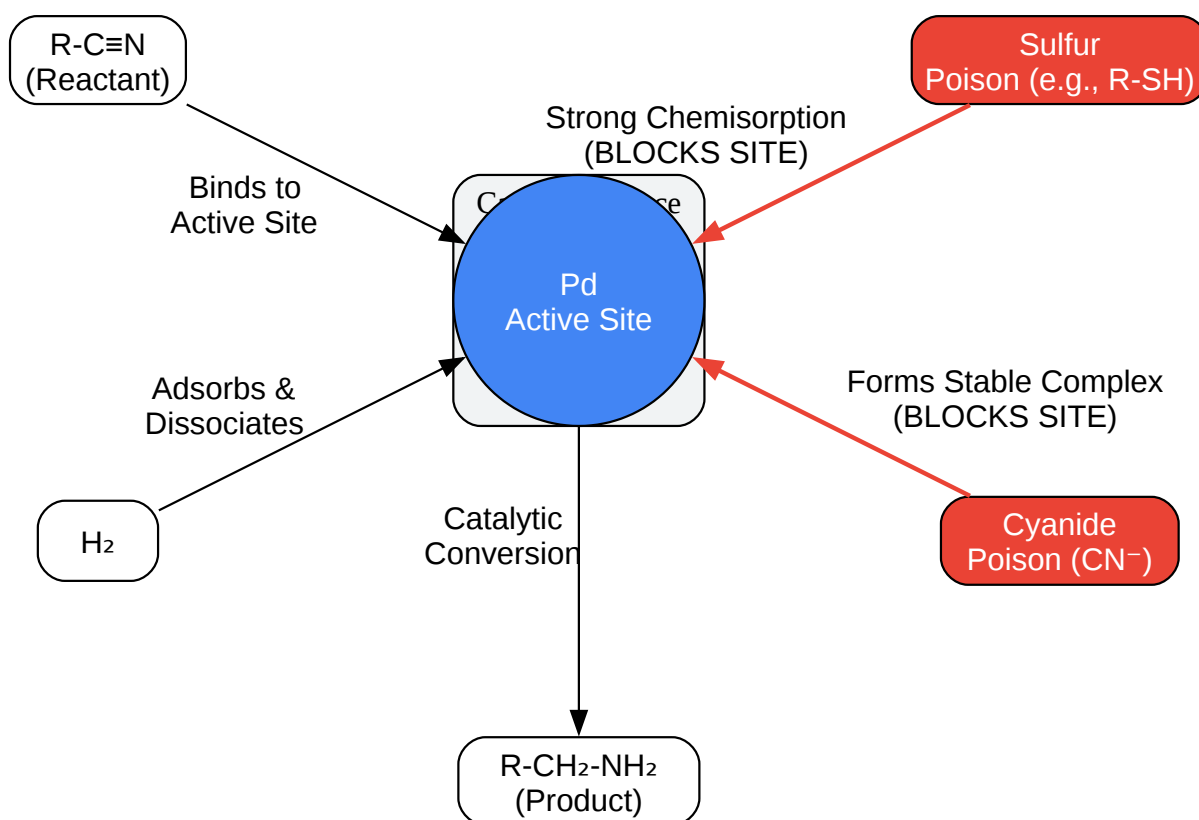 R-C≡N
(Reactant)
Sulfur
Poison (e.g., R-SH)
Strong Chemisorption
(BLOCKS SITE)
Binds to
Active Site
Pd
Active Site
Adsorbs &
Dissociates
Forms Stable Complex
(BLOCKS SITE)
H₂
Catalytic
Conversion
Cyanide
Poison (CN⁻)
R-CH₂-NH₂
(Product)